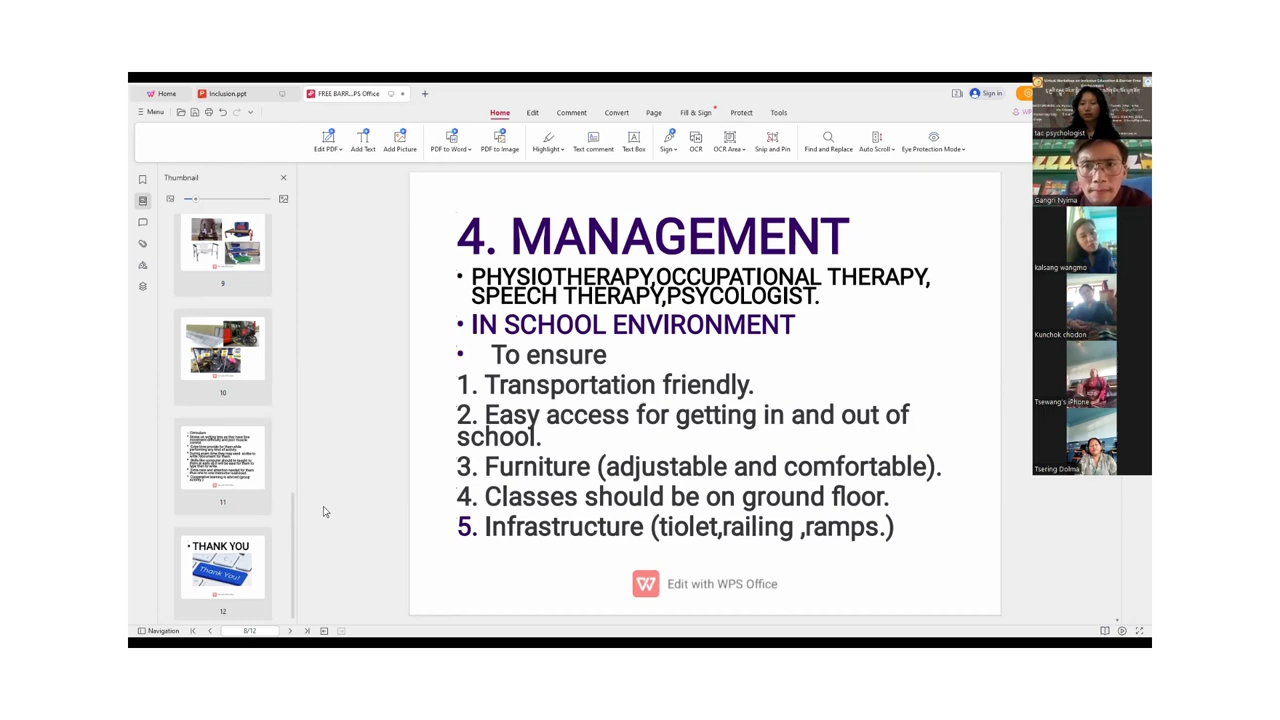 Home
Inclusion.ppt
FREE BARR...PS Office
Sign in
Menu
Home
Edit
Comment
Convert
Page
Fill & Sign
Protect
Tools
Edit PDF
Add Text
Add Picture
PDF to Word
PDF to Image
Highlight
Text comment
Text Box
Sign
OCR
OCR Area
Snip and Pin
Find and Replace
Auto Scroll
Eye Protection Mode
Thumbnail
9
10
11
• THANK YOU
Thank You!
12
4. MANAGEMENT
• PHYSIOTHERAPY,OCCUPATIONAL THERAPY,
SPEECH THERAPY,PSYCOLOGIST.
• IN SCHOOL ENVIRONMENT
• To ensure
1. Transportation friendly.
2. Easy access for getting in and out of
school.
3. Furniture (adjustable and comfortable).
4. Classes should be on ground floor.
5. Infrastructure (tiolet,railing ,ramps.)
Edit with WPS Office
Navigation
8/12
tac psychologist
Gangri Nyima
kalsang wangmo
Kunchok chodon
Tsewang's iPhone
Tsering Dolma